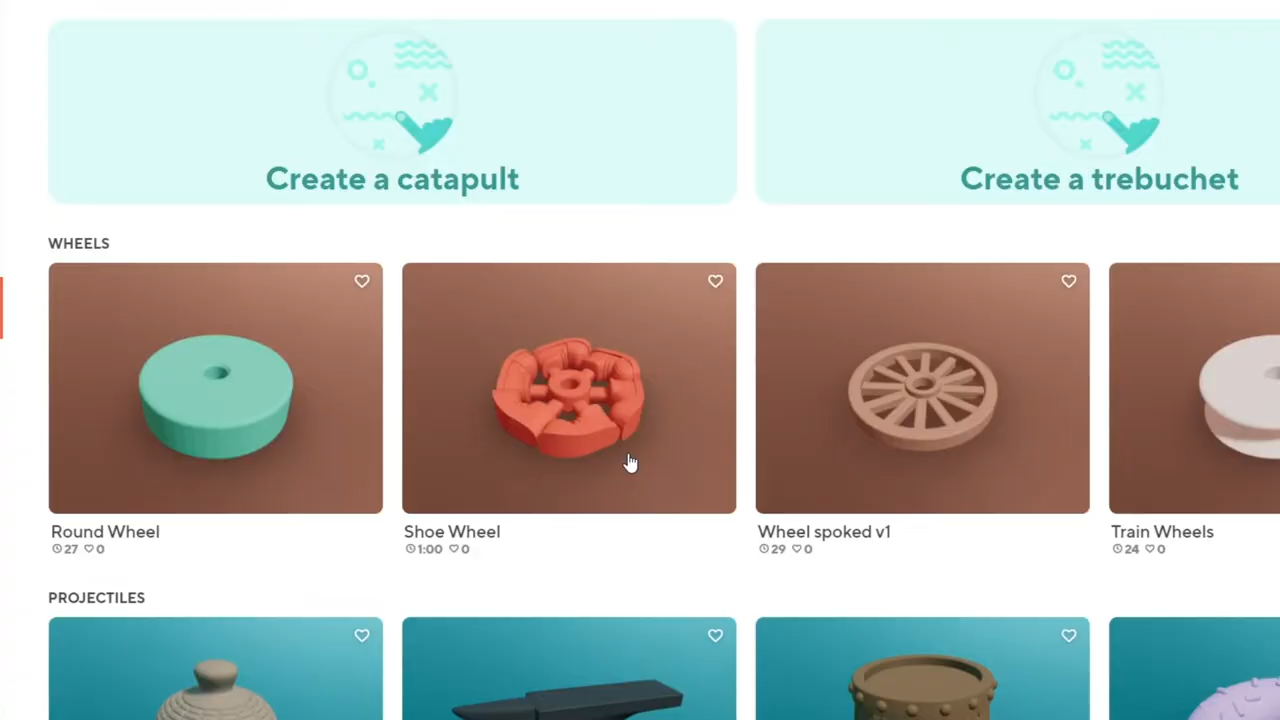 Create a catapult
Create a trebuchet
WHEELS
Round Wheel
27 0
Shoe Wheel
1:00 0
Wheel spoked v1
29 0
Train Wheels
24 0
PROJECTILES